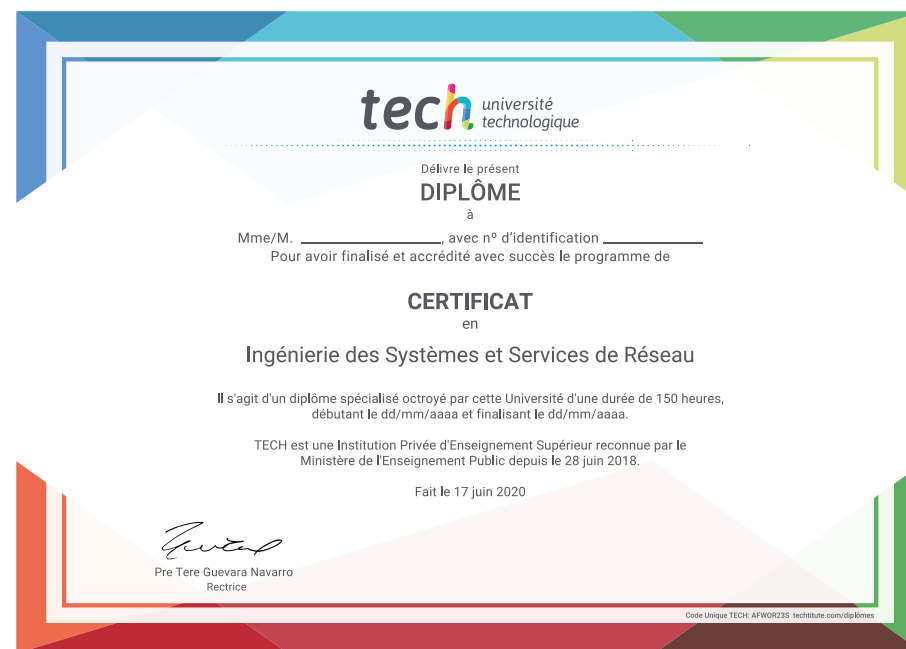 tech université
technologique
Délivre le présent
DIPLÔME
à
Mme/M. ____________________, avec nº d'identification ______________
Pour avoir finalisé et accrédité avec succès le programme de
CERTIFICAT
en
Ingénierie des Systèmes et Services de Réseau
Il s'agit d'un diplôme spécialisé octroyé par cette Université d'une durée de 150 heures,
débutant le dd/mm/aaaa et finalisant le dd/mm/aaaa.
TECH est une Institution Privée d'Enseignement Supérieur reconnue par le
Ministère de l'Enseignement Public depuis le 28 juin 2018.
Fait le 17 juin 2020
Pre Tere Guevara Navarro
Rectrice
Code Unique TECH: AFWOR23S techtitute.com/diplômes